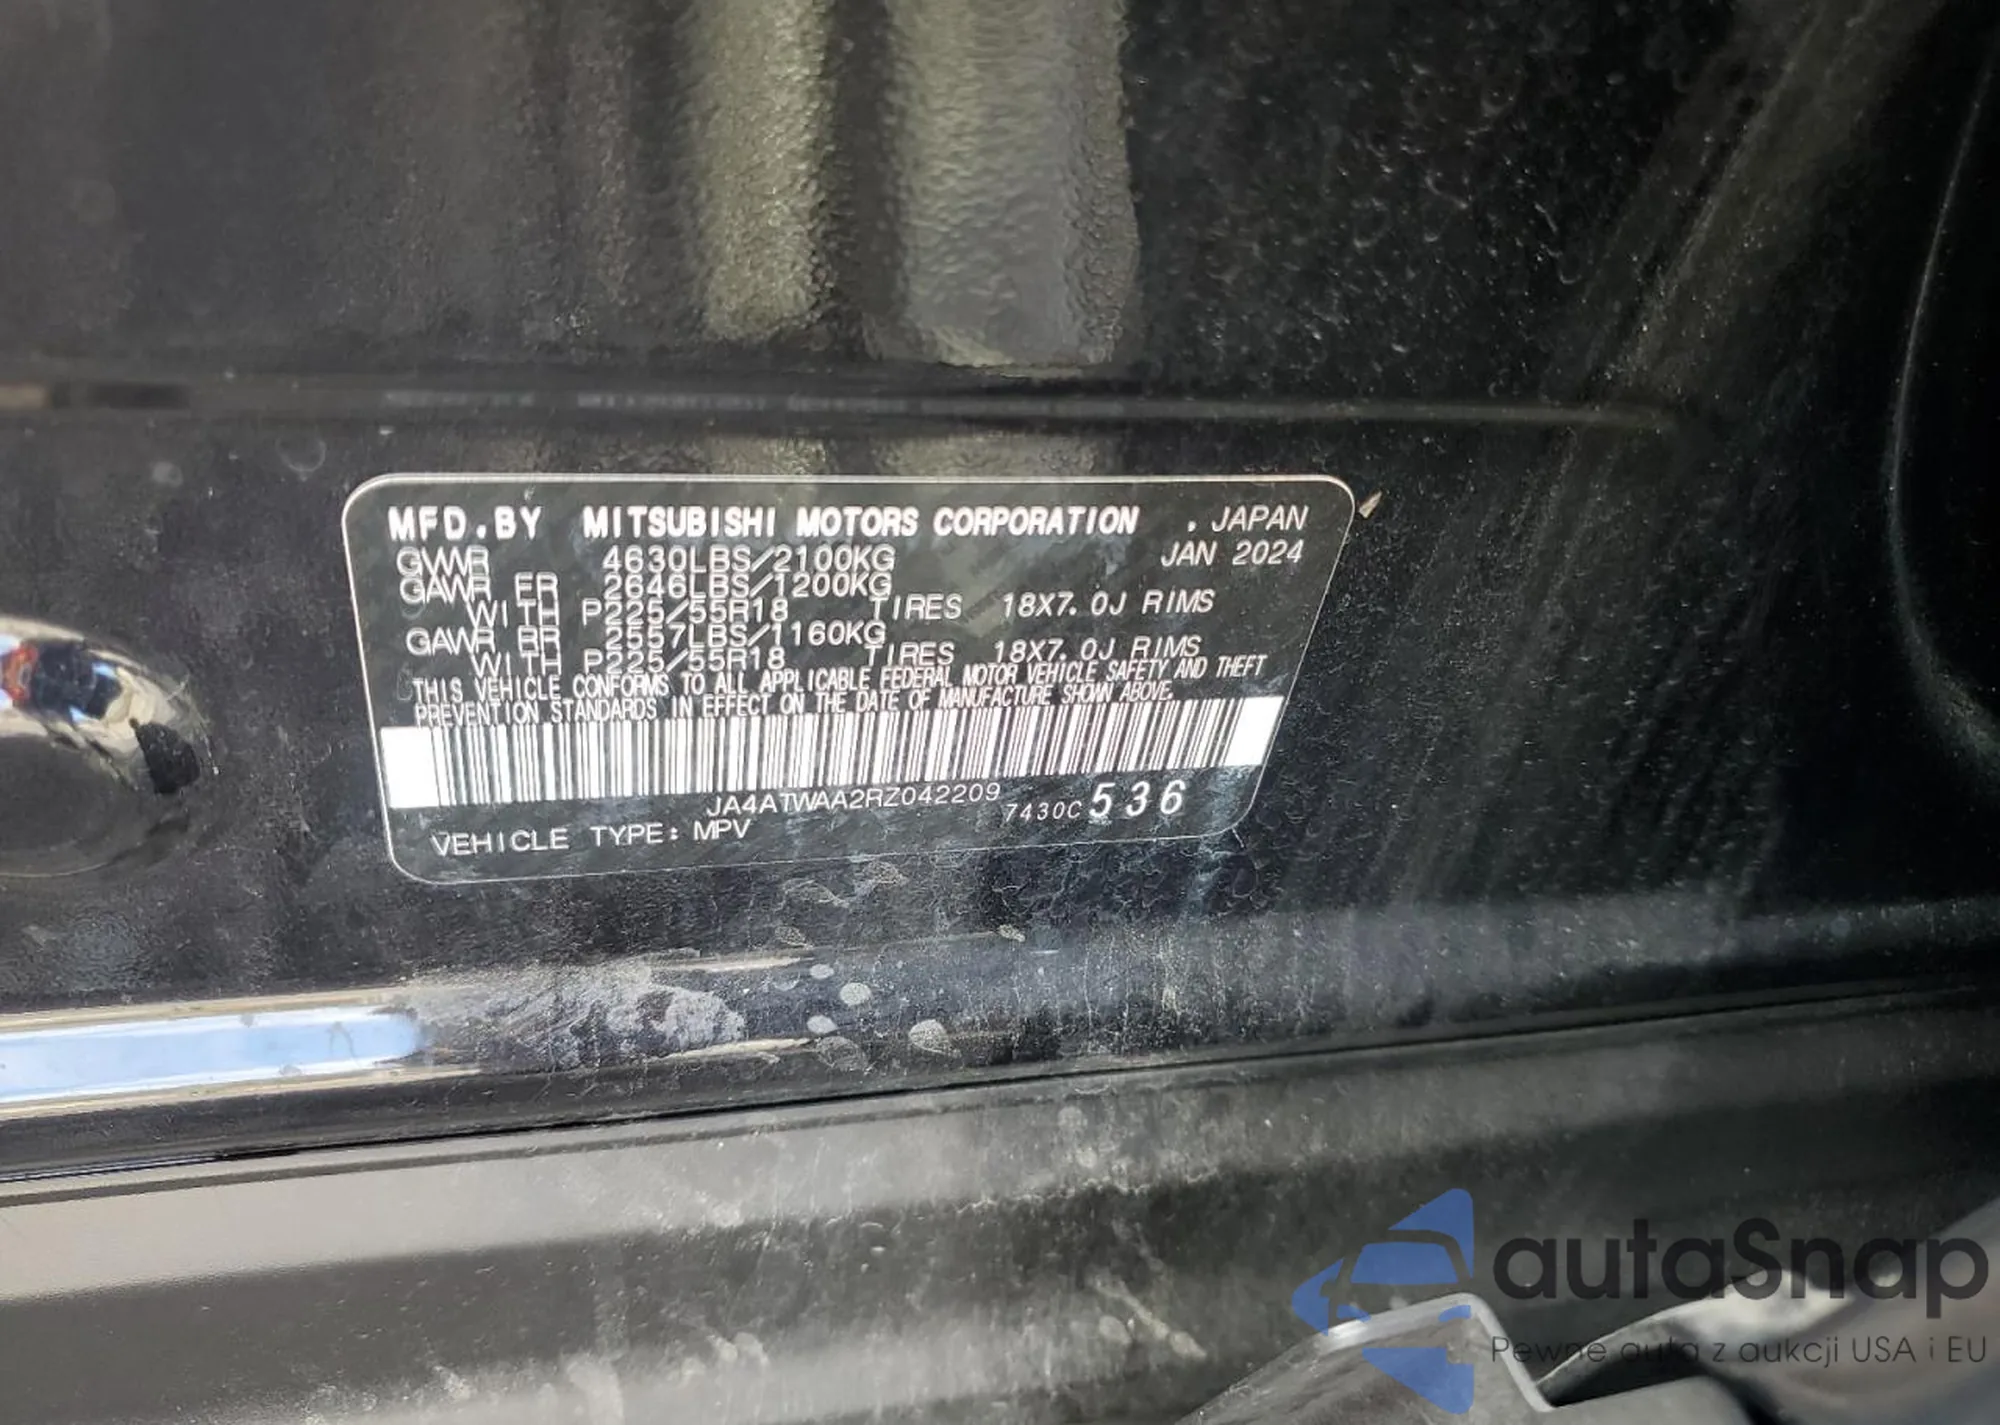 MFD.BY MITSUBISHI MOTORS CORPORATION . JAPAN
GVWR 4630LBS/2100KG JAN 2024
GAWR FR 2646LBS/1200KG
WITH P225/55R18 TIRES 18X7.0J RIMS
GAWR RR 2557LBS/1160KG
WITH P225/55R18 TIRES 18X7.0J RIMS
THIS VEHICLE CONFORMS TO ALL APPLICABLE FEDERAL MOTOR VEHICLE SAFETY AND THEFT
PREVENTION STANDARDS IN EFFECT ON THE DATE OF MANUFACTURE SHOWN ABOVE.
JA4ATWAA2RZ042209 7430C 536
VEHICLE TYPE: MPV
autaSnap
Pewne auta z aukcji USA i EU